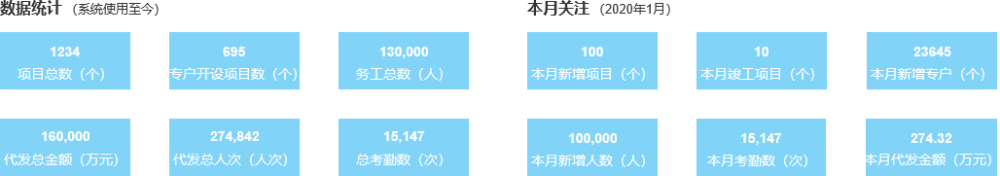 数据统计（系统使用至今）
本月关注（2020年1月）
1234
项目总数（个）
695
专户开设项目数（个）
130,000
务工总数（人）
100
本月新增项目（个）
10
本月竣工项目（个）
23645
本月新增专户（个）
160,000
代发总金额（万元）
274,842
代发总人次（人次）
15,147
总考勤数（次）
100,000
本月新增人数（人）
15,147
本月考勤数（次）
274.32
本月代发金额（万元）